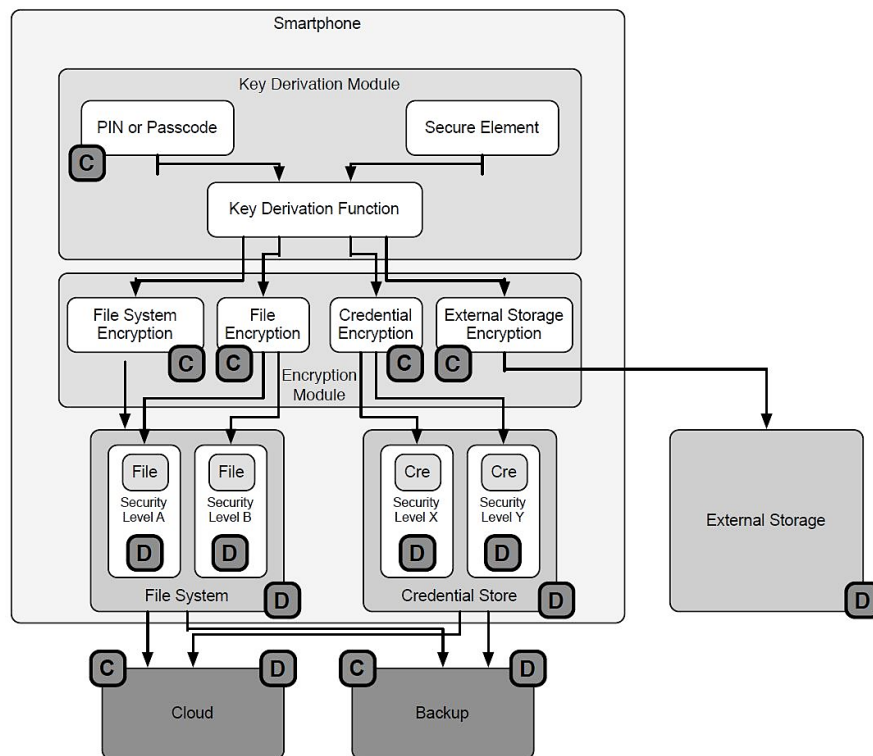 Smartphone
Key Derivation Module
PIN or Passcode
Secure Element
C
Key Derivation Function
File System
Encryption
File
Encryption
Credential
Encryption
External Storage
Encryption
C
C
C
C
Encryption
Module
File
File
Cre
Cre
Security
Level A
Security
Level B
Security
Level X
Security
Level Y
External Storage
D
D
D
D
File System
D
Credential Store
D
D
C
D
C
D
Cloud
Backup